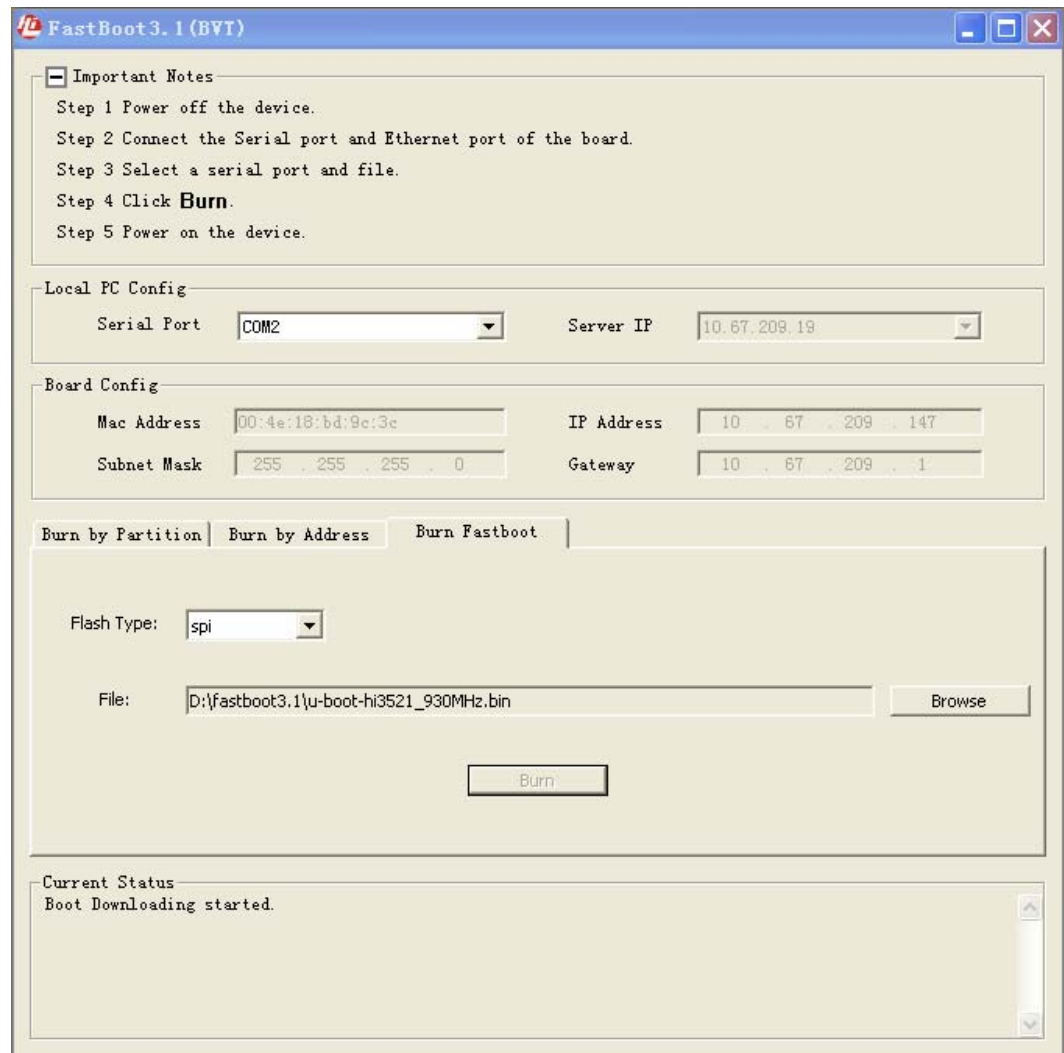 FastBoot3.1(BVT)
Important Notes
Step 1 Power off the device.
Step 2 Connect the Serial port and Ethernet port of the board.
Step 3 Select a serial port and file.
Step 4 Click Burn.
Step 5 Power on the device.
Local PC Config
Serial Port COM2 Server IP 10.67.209.19
Board Config
Mac Address 00:4e:18:bd:9c:3c IP Address 10 . 67 . 209 . 147
Subnet Mask 255 . 255 . 255 . 0 Gateway 10 . 67 . 209 . 1
Burn by Partition Burn by Address Burn Fastboot
Flash Type: spi
File: D:\fastboot3.1\u-boot-hi3521_930MHz.bin Browse
Burn
Current Status
Boot Downloading started.